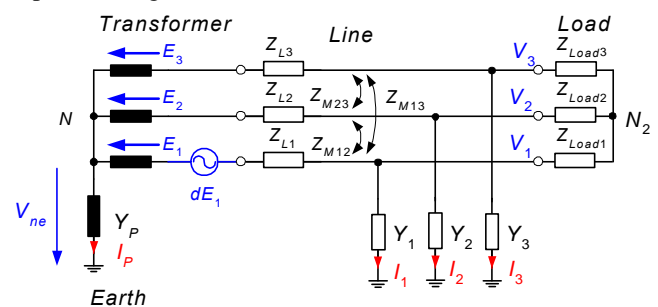 Transformer
Line
Load
E3
ZL3
V3
ZLoad3
E2
ZL2
ZM23
ZM13
V2
ZLoad2
N
N2
E1
ZL1
ZM12
V1
ZLoad1
dE1
Vne
YP
Y1
Y2
Y3
IP
I1
I2
I3
Earth